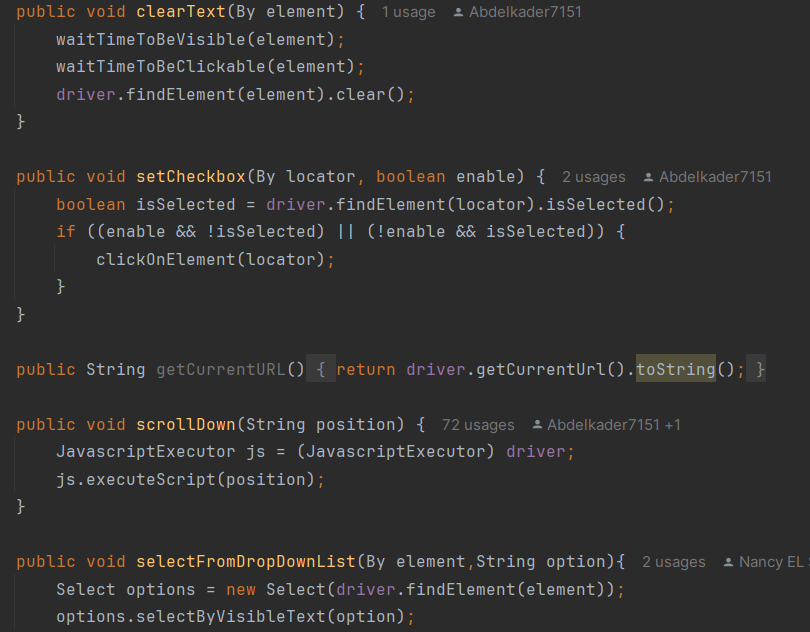 public void clearText(By element) { 1 usage Abdelkader7151
waitTimeToBeVisible(element);
waitTimeToBeClickable(element);
driver.findElement(element).clear();
}
public void setCheckbox(By locator, boolean enable) { 2 usages Abdelkader7151
boolean isSelected = driver.findElement(locator).isSelected();
if ((enable && !isSelected) || (!enable && isSelected)) {
clickOnElement(locator);
}
}
public String getCurrentURL() { return driver.getCurrentUrl().toString(); }
public void scrollDown(String position) { 72 usages Abdelkader7151 +1
JavascriptExecutor js = (JavascriptExecutor) driver;
js.executeScript(position);
}
public void selectFromDropDownList(By element,String option){ 2 usages Nancy EL
Select options = new Select(driver.findElement(element));
options.selectByVisibleText(option);